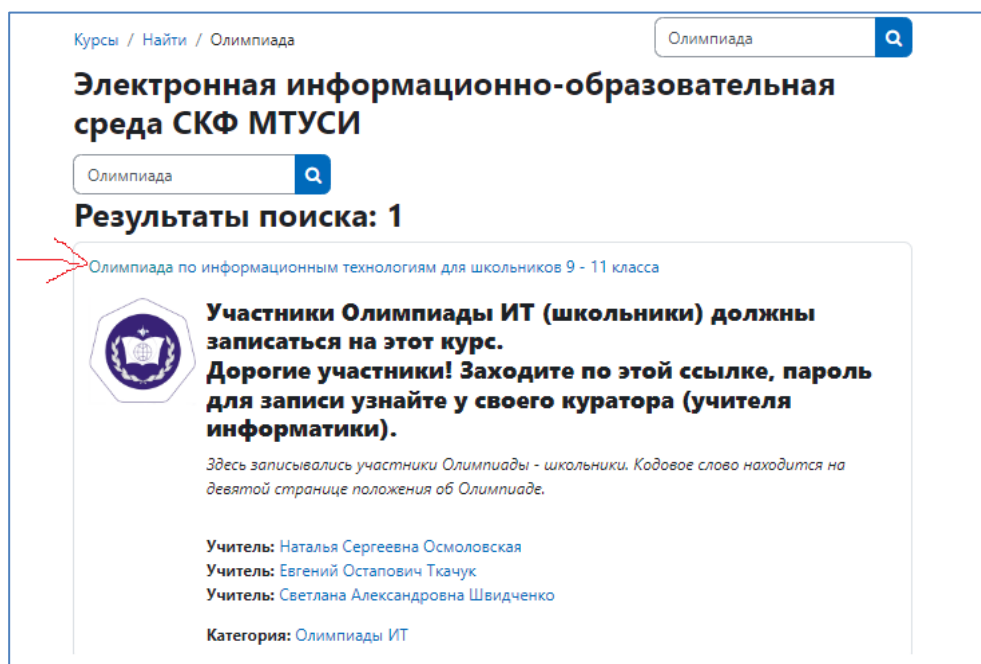 Курсы / Найти / Олимпиада
Олимпиада
Электронная информационно-образовательная
среда СКФ МТУСИ
Олимпиада
Результаты поиска: 1
Олимпиада по информационным технологиям для школьников 9 - 11 класса
Участники Олимпиады ИТ (школьники) должны
записаться на этот курс.
Дорогие участники! Заходите по этой ссылке, пароль
для записи узнайте у своего куратора (учителя
информатики).
Здесь записывались участники Олимпиады - школьники. Кодовое слово находится на
девятой странице положения об Олимпиаде.
Учитель: Наталья Сергеевна Осмоловская
Учитель: Евгений Остапович Ткачук
Учитель: Светлана Александровна Швидченко
Категория: Олимпиады ИТ